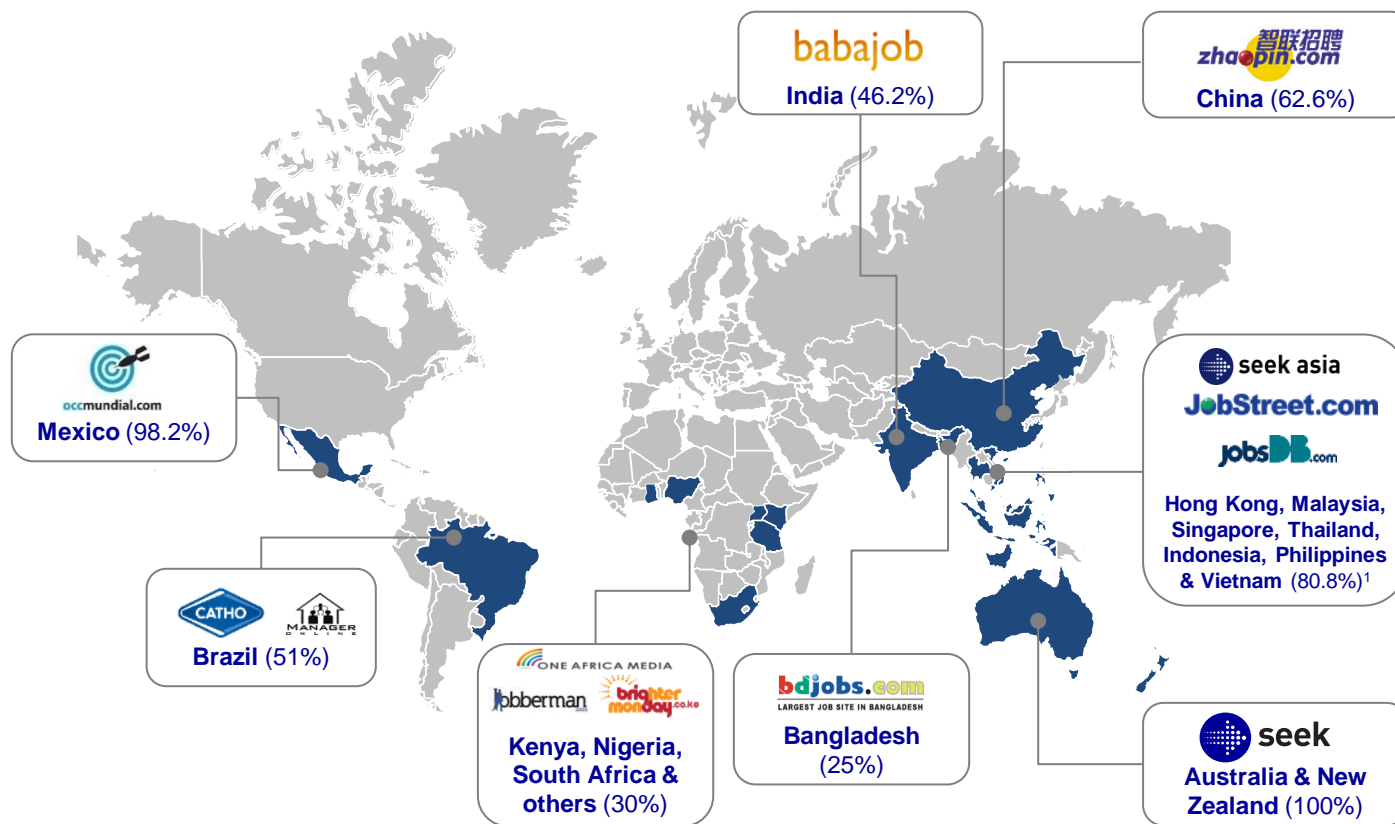 babajob
India (46.2%)
智联招聘
zhaopin.com
China (62.6%)
occmundial.com
Mexico (98.2%)
seek asia
JobStreet.com
jobsDB.com
Hong Kong, Malaysia,
Singapore, Thailand,
Indonesia, Philippines
& Vietnam (80.8%)¹
CATHO
MANAGER
ONLINE
Brazil (51%)
ONE AFRICA MEDIA
jobberman
.com
brighter
monday.co.ke
Kenya, Nigeria,
South Africa &
others (30%)
bdjobs.com
LARGEST JOB SITE IN BANGLADESH
Bangladesh
(25%)
seek
Australia & New
Zealand (100%)